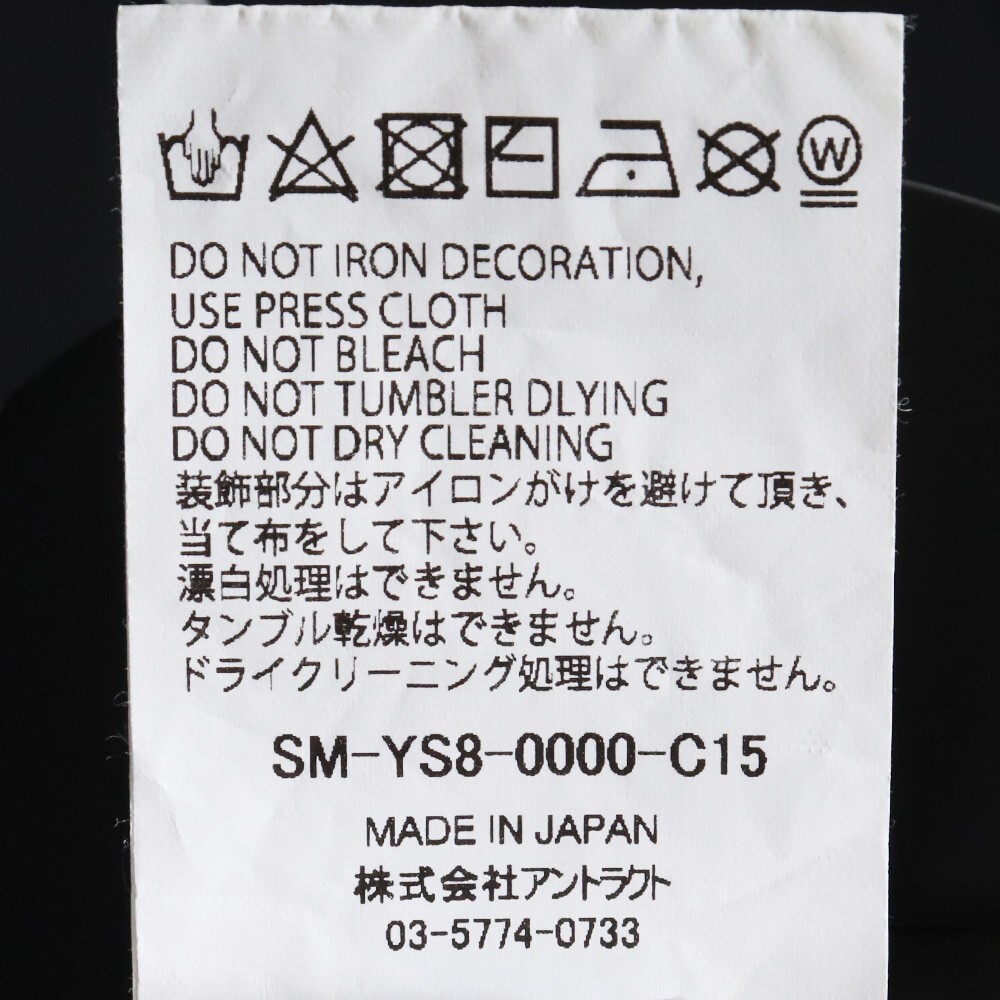 W
DO NOT IRON DECORATION,
USE PRESS CLOTH
DO NOT BLEACH
DO NOT TUMBLER DLYING
DO NOT DRY CLEANING
装飾部分はアイロンがけを避けて頂き、
当て布をして下さい。
漂白処理はできません。
タンブル乾燥はできません。
ドライクリーニング処理はできません。
SM-YS8-0000-C15
MADE IN JAPAN
株式会社アントラクト
03-5774-0733